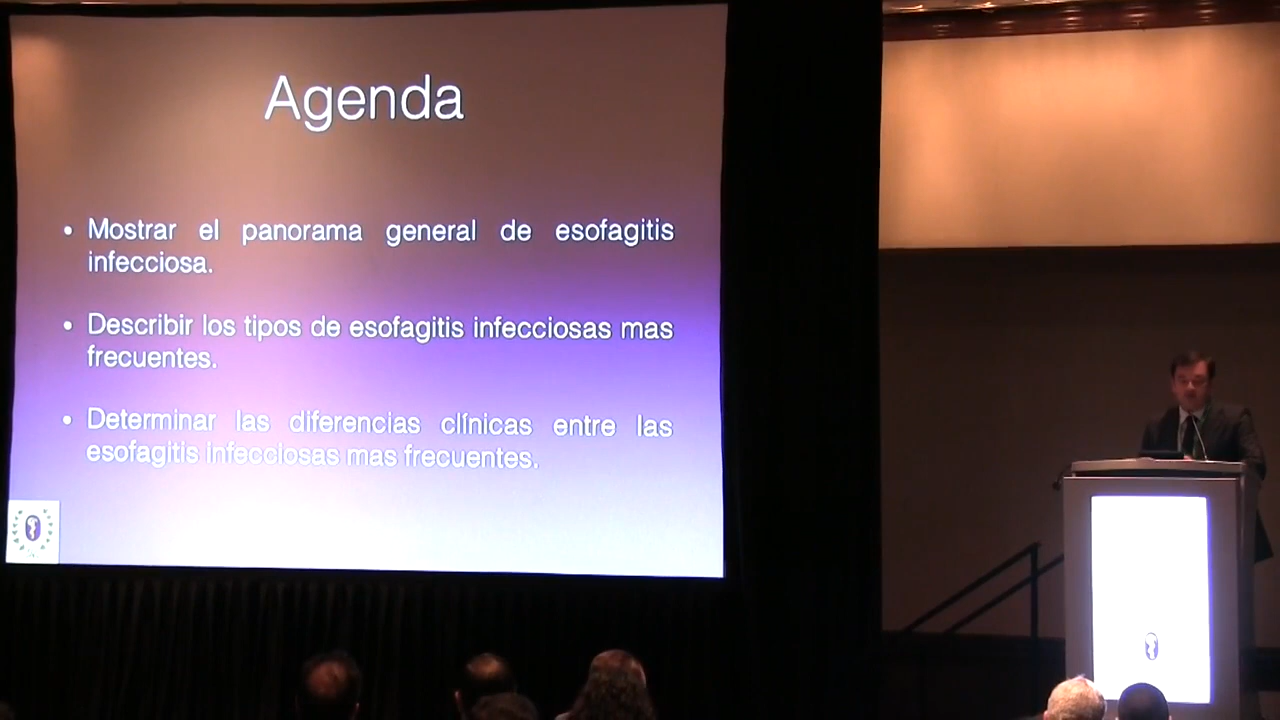 Agenda
• Mostrar el panorama general de esofagitis
infecciosa.
• Describir los tipos de esofagitis infecciosas mas
frecuentes.
• Determinar las diferencias clínicas entre las
esofagitis infecciosas mas frecuentes.